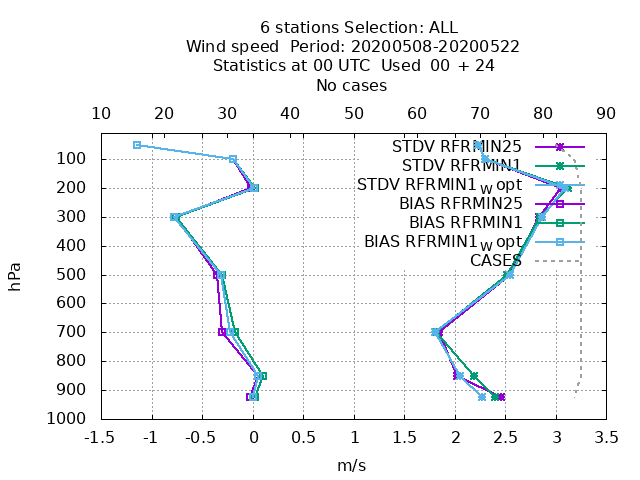 6 stations Selection: ALL
Wind speed  Period: 20200508-20200522
Statistics at 00 UTC  Used  00 + 24
No cases
10 20 30 40 50 60 70 80 90
STDV RFRMIN25
STDV RFRMIN1
STDV RFRMIN1_W opt
BIAS RFRMIN25
BIAS RFRMIN1
BIAS RFRMIN1_W opt
CASES
hPa
100
200
300
400
500
600
700
800
900
1000
-1.5 -1 -0.5 0 0.5 1 1.5 2 2.5 3 3.5
m/s